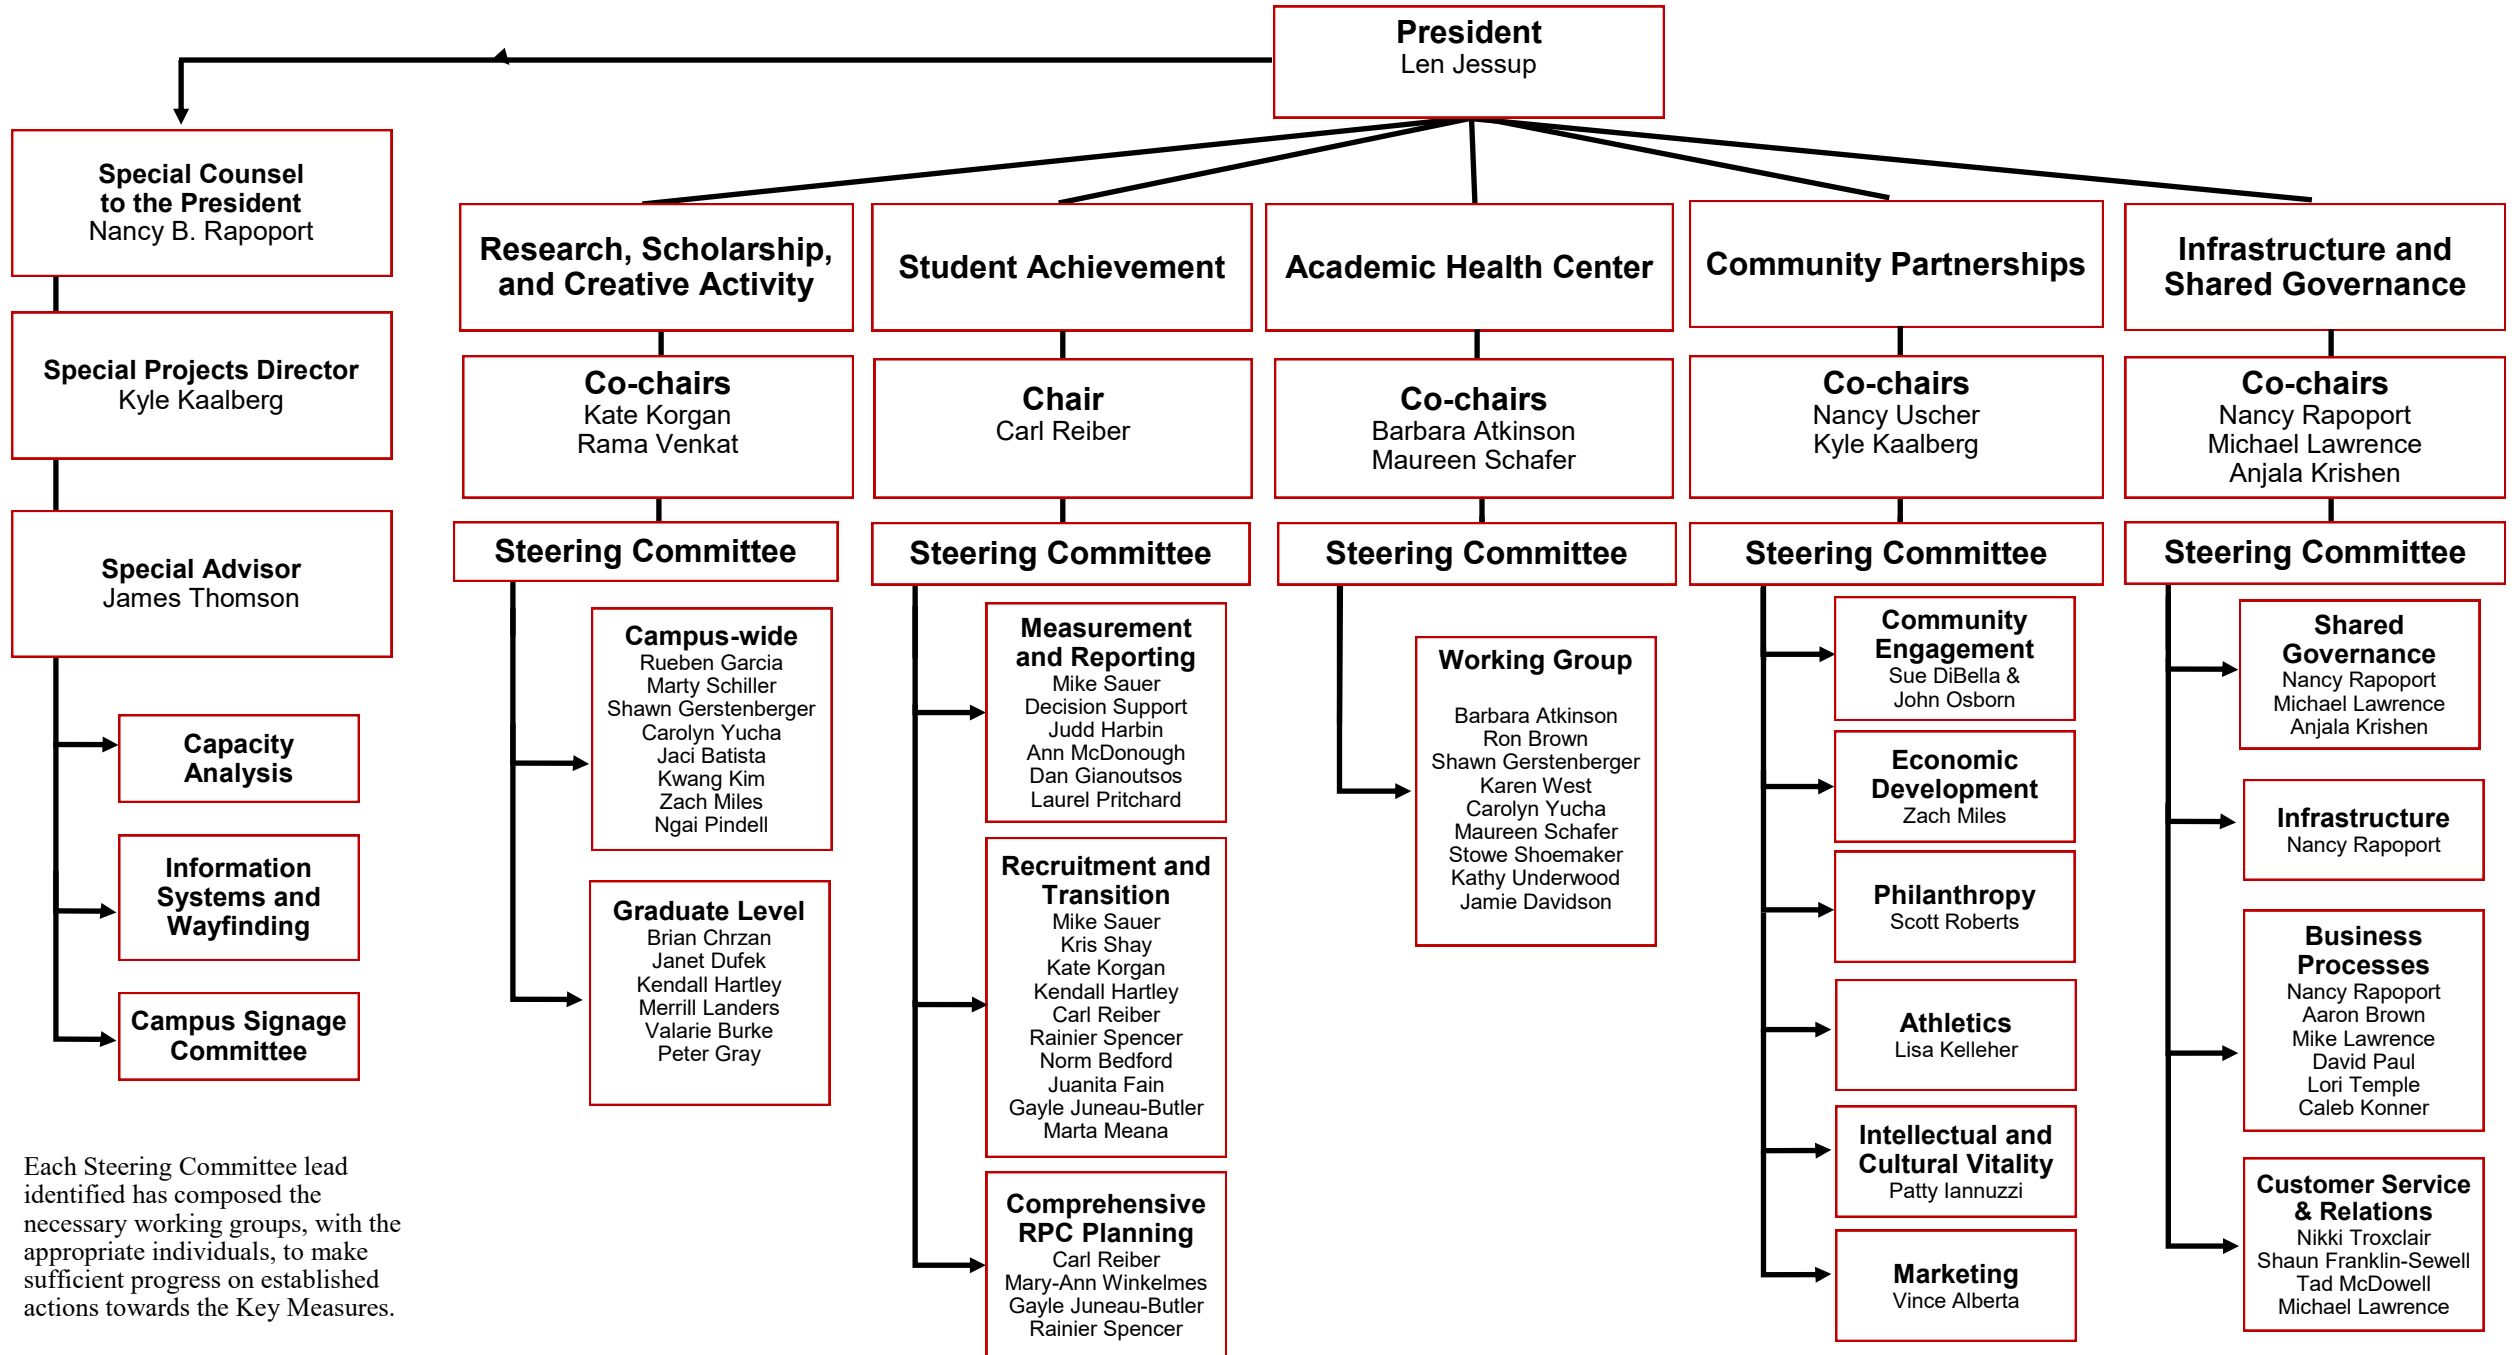 President
Len Jessup
Special Counsel
to the President
Nancy B. Rapoport
Special Projects Director
Kyle Kaalberg
Special Advisor
James Thomson
Capacity
Analysis
Information
Systems and
Wayfinding
Campus Signage
Committee
Each Steering Committee lead
identified has composed the
necessary working groups, with the
appropriate individuals, to make
sufficient progress on established
actions towards the Key Measures.
Research, Scholarship,
and Creative Activity
Co-chairs
Kate Korgan
Rama Venkat
Steering Committee
Campus-wide
Rueben Garcia
Marty Schiller
Shawn Gerstenberger
Carolyn Yucha
Jaci Batista
Kwang Kim
Zach Miles
Ngai Pindell
Graduate Level
Brian Chrzan
Janet Dufek
Kendall Hartley
Merrill Landers
Valarie Burke
Peter Gray
Student Achievement
Chair
Carl Reiber
Steering Committee
Measurement
and Reporting
Mike Sauer
Decision Support
Judd Harbin
Ann McDonough
Dan Gianoutsos
Laurel Pritchard
Recruitment and
Transition
Mike Sauer
Kris Shay
Kate Korgan
Kendall Hartley
Carl Reiber
Rainier Spencer
Norm Bedford
Juanita Fain
Gayle Juneau-Butler
Marta Meana
Comprehensive
RPC Planning
Carl Reiber
Mary-Ann Winkelmes
Gayle Juneau-Butler
Rainier Spencer
Academic Health Center
Co-chairs
Barbara Atkinson
Maureen Schafer
Steering Committee
Working Group
Barbara Atkinson
Ron Brown
Shawn Gerstenberger
Karen West
Carolyn Yucha
Maureen Schafer
Stowe Shoemaker
Kathy Underwood
Jamie Davidson
Community Partnerships
Co-chairs
Nancy Uscher
Kyle Kaalberg
Steering Committee
Community
Engagement
Sue DiBella &
John Osborn
Economic
Development
Zach Miles
Philanthropy
Scott Roberts
Athletics
Lisa Kelleher
Intellectual and
Cultural Vitality
Patty Iannuzzi
Marketing
Vince Alberta
Infrastructure and
Shared Governance
Co-chairs
Nancy Rapoport
Michael Lawrence
Anjala Krishen
Steering Committee
Shared
Governance
Nancy Rapoport
Michael Lawrence
Anjala Krishen
Infrastructure
Nancy Rapoport
Business
Processes
Nancy Rapoport
Aaron Brown
Mike Lawrence
David Paul
Lori Temple
Caleb Konner
Customer Service
& Relations
Nikki Troxclair
Shaun Franklin-Sewell
Tad McDowell
Michael Lawrence